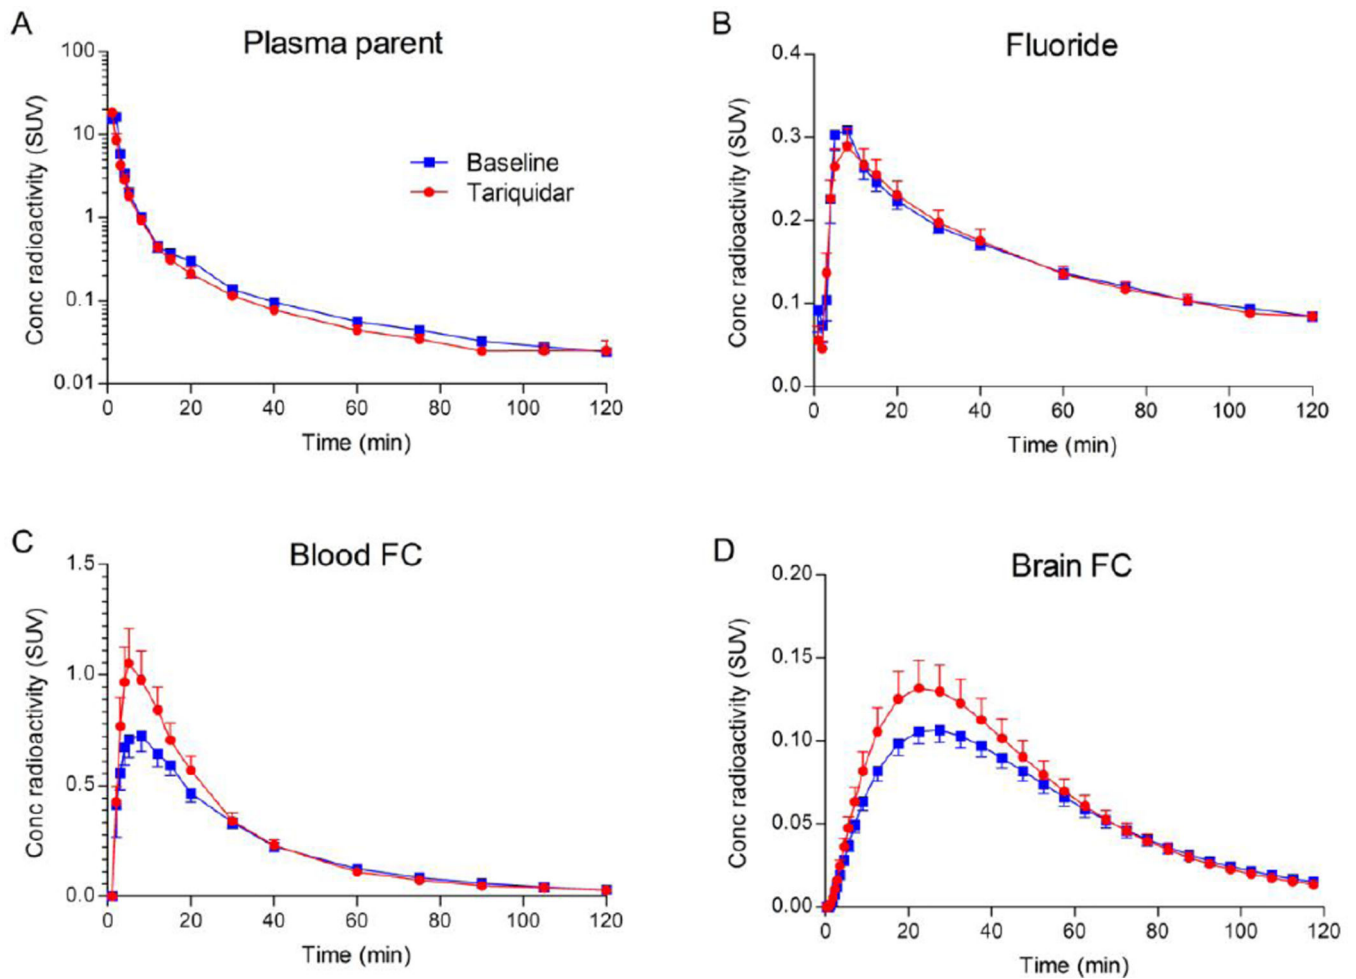 A
Plasma parent
Conc radioactivity (SUV)
100
10
1
0.1
0.01
0 20 40 60 80 100 120
Time (min)
Baseline
Tariquidar
B
Fluoride
Conc radioactivity (SUV)
0.4
0.3
0.2
0.1
0.0
0 20 40 60 80 100 120
Time (min)
C
Blood FC
Conc radioactivity (SUV)
1.5
1.0
0.5
0.0
0 20 40 60 80 100 120
Time (min)
D
Brain FC
Conc radioactivity (SUV)
0.20
0.15
0.10
0.05
0.00
0 20 40 60 80 100 120
Time (min)